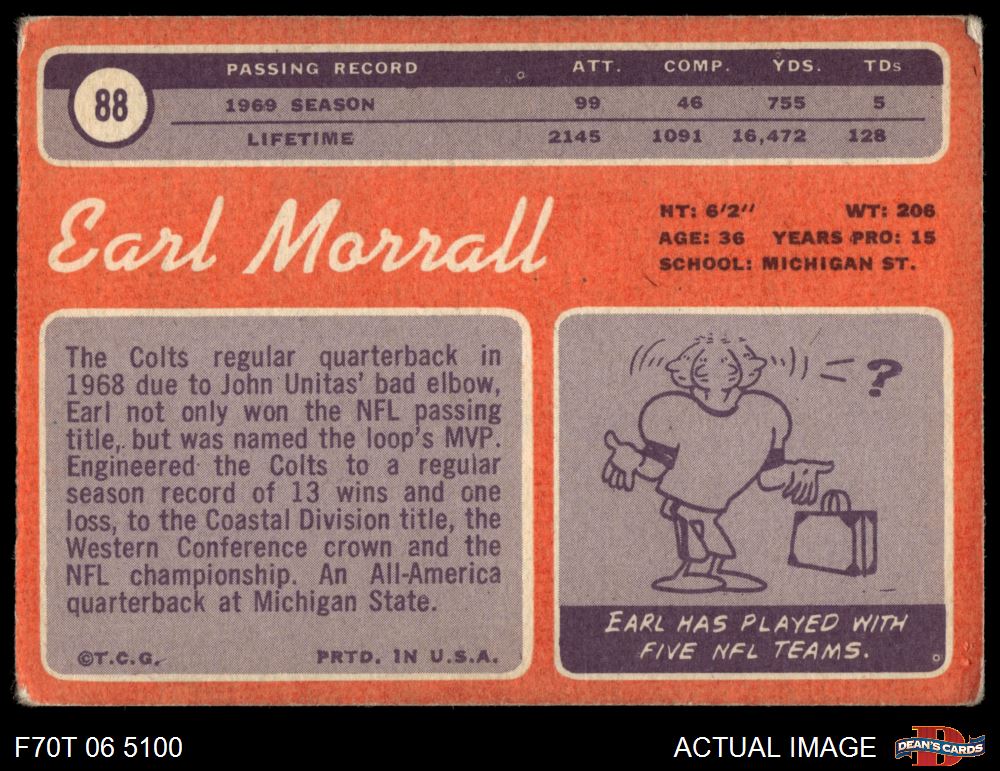 88
PASSING RECORD ATT. COMP. YDS. TDs
1969 SEASON 99 46 755 5
LIFETIME 2145 1091 16,472 128
Earl Morrall
HT: 6'2'' WT: 206
AGE: 36 YEARS PRO: 15
SCHOOL: MICHIGAN ST.
The Colts regular quarterback in
1968 due to John Unitas' bad elbow,
Earl not only won the NFL passing
title, but was named the loop's MVP.
Engineered the Colts to a regular
season record of 13 wins and one
loss, to the Coastal Division title, the
Western Conference crown and the
NFL championship. An All-America
quarterback at Michigan State.
©T.C.G. PRTD. IN U.S.A.
?
EARL HAS PLAYED WITH
FIVE NFL TEAMS.
F70T 06 5100
ACTUAL IMAGE
D
DEAN'S CARDS